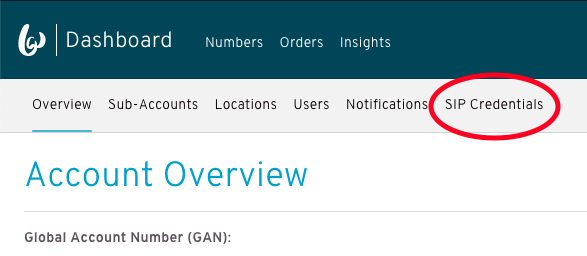 Dashboard Numbers Orders Insights
Overview Sub-Accounts Locations Users Notifications SIP Credentials
Account Overview
Global Account Number (GAN):